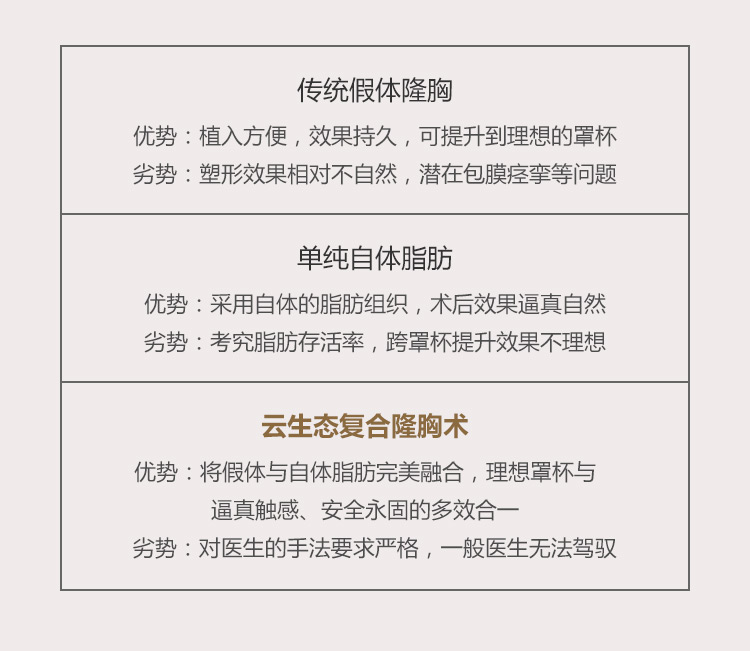 传统假体隆胸
优势：植入方便，效果持久，可提升到理想的罩杯
劣势：塑形效果相对不自然，潜在包膜痉挛等问题
单纯自体脂肪
优势：采用自体的脂肪组织，术后效果逼真自然
劣势：考究脂肪存活率，跨罩杯提升效果不理想
云生态复合隆胸术
优势：将假体与自体脂肪完美融合，理想罩杯与
逼真触感、安全永固的多效合一
劣势：对医生的手法要求严格，一般医生无法驾驭